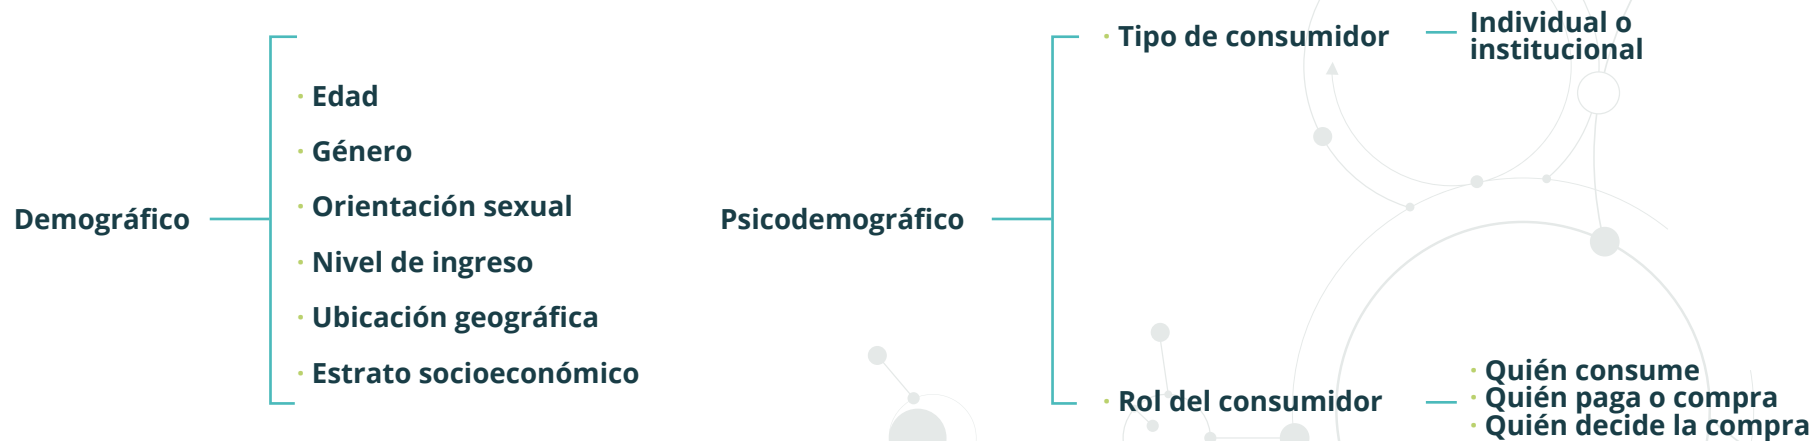 Demográfico
· Edad
· Género
· Orientación sexual
· Nivel de ingreso
· Ubicación geográfica
· Estrato socioeconómico
Psicodemográfico
· Tipo de consumidor
Individual o
institucional
· Rol del consumidor
· Quién consume
· Quién paga o compra
· Quién decide la compra